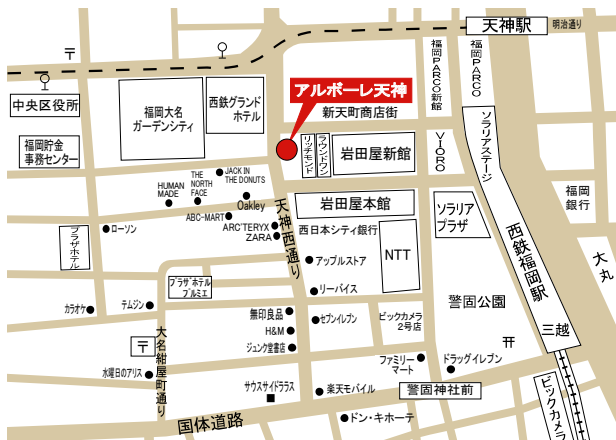 天神駅
明治通り
〒
中央区役所
福岡大名
ガーデンシティ
西鉄グランド
ホテル
アルボーレ天神
新天町商店街
福岡PARCO新館
福岡PARCO
ソラリアステージ
福岡貯金
事務センター
リッチモンド
ラウンドワン
岩田屋新館
VIORO
JACK IN
THE DONUTS
THE
NORTH
FACE
HUMAN
MADE
Oakley
ABC-MART
ARC'TERYX
ZARA
天神西通り
岩田屋本館
西日本シティ銀行
NTT
ソラリア
プラザ
福岡
銀行
西鉄福岡駅
大丸
プラザホテル
ローソン
アップルストア
プラザホテル
プルミエ
リーバイス
警固公園
カラオケ
テムジン
無印良品
H&M
ジュンク堂書店
セブンイレブン
ビックカメラ
2号店
三越
〒
大名紺屋町通り
水曜日のアリス
ファミリー
マート
ドラッグイレブン
サウスサイドテラス
楽天モバイル
警固神社前
ビックカメラ
国体道路
ドン・キホーテ